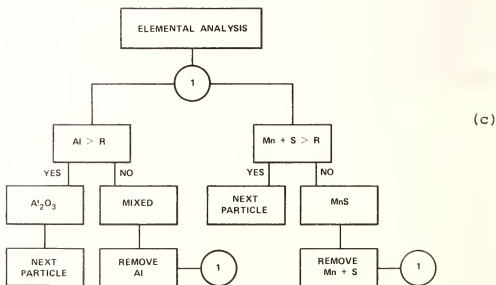 ELEMENTAL ANALYSIS
1
(c)
Al > R
Mn + S > R
YES
NO
YES
NO
Al2O3
MIXED
NEXT
PARTICLE
MnS
NEXT
PARTICLE
REMOVE
Al
1
REMOVE
Mn + S
1